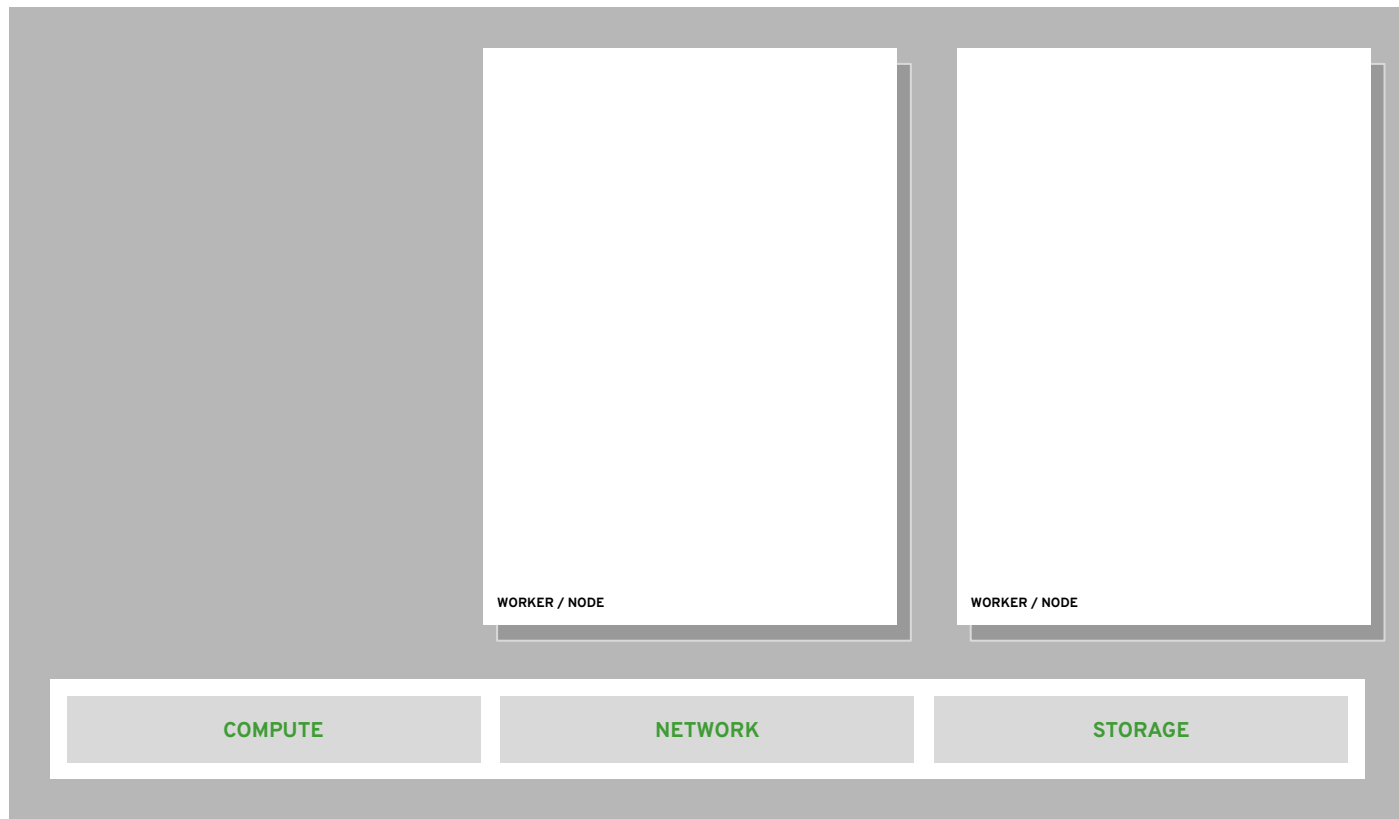 WORKER / NODE
WORKER / NODE
COMPUTE
NETWORK
STORAGE